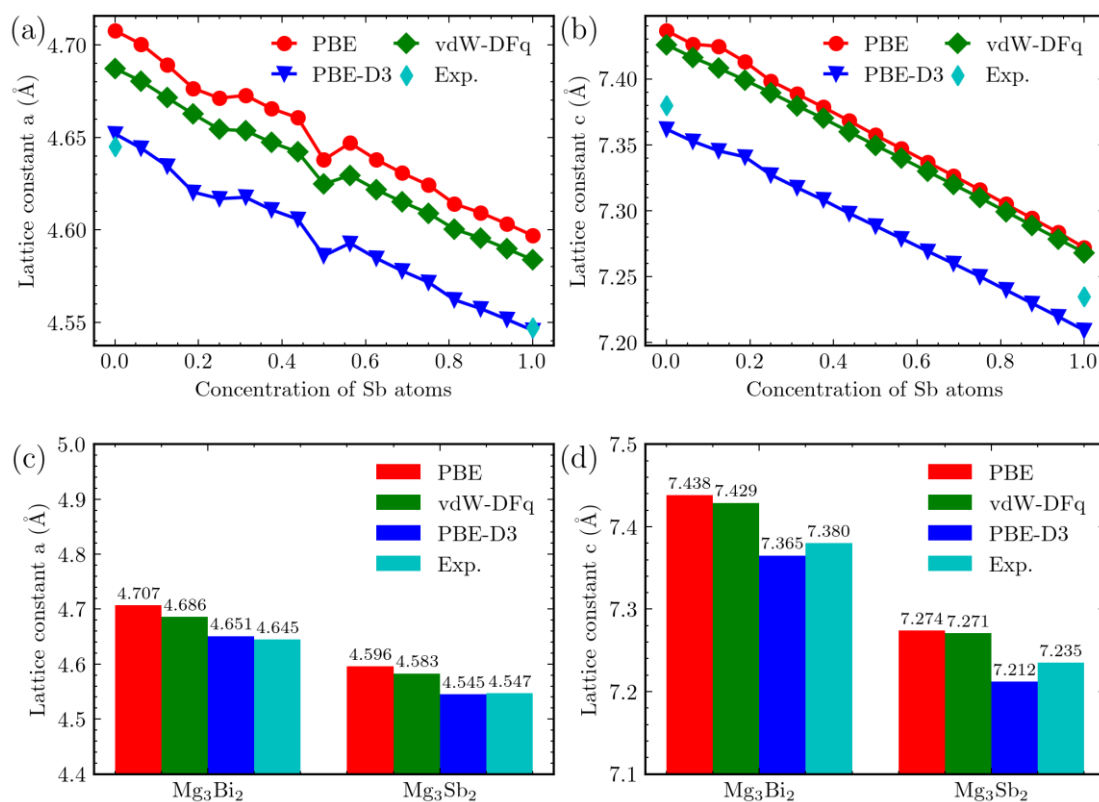 (a)
PBE
vdW-DFq
PBE-D3
Exp.
Lattice constant a (Å)
4.70
4.65
4.60
4.55
0.0 0.2 0.4 0.6 0.8 1.0
Concentration of Sb atoms
(b)
PBE
vdW-DFq
PBE-D3
Exp.
Lattice constant c (Å)
7.40
7.35
7.30
7.25
7.20
0.0 0.2 0.4 0.6 0.8 1.0
Concentration of Sb atoms
(c)
PBE
vdW-DFq
PBE-D3
Exp.
Lattice constant a (Å)
5.0
4.9
4.8
4.7
4.6
4.5
4.4
4.707
4.686
4.651
4.645
4.596
4.583
4.545
4.547
Mg₃Bi₂ Mg₃Sb₂
(d)
PBE
vdW-DFq
PBE-D3
Exp.
Lattice constant c (Å)
7.5
7.4
7.3
7.2
7.1
7.438
7.429
7.365
7.380
7.274
7.271
7.212
7.235
Mg₃Bi₂ Mg₃Sb₂